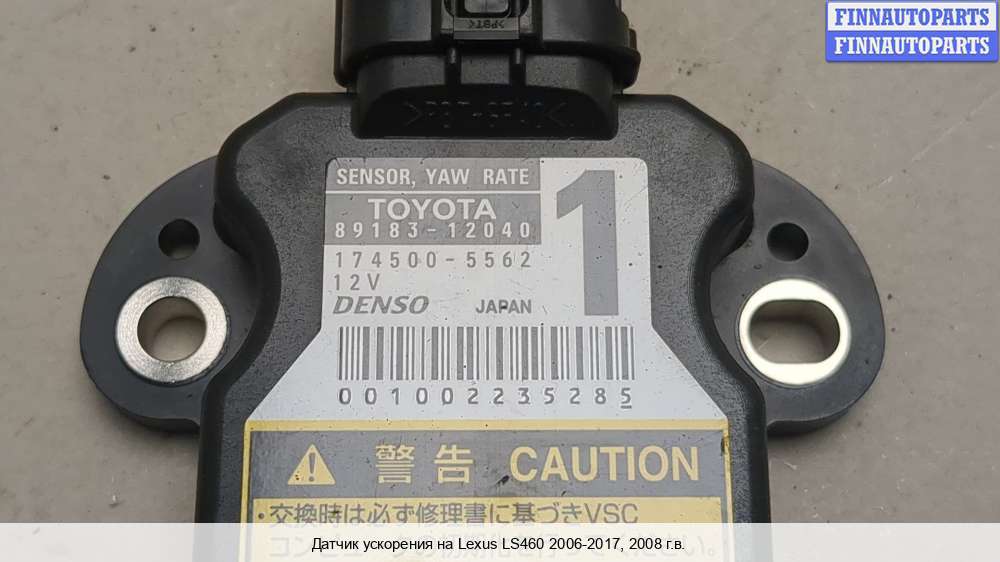 FINNAUTOPARTS
FINNAUTOPARTS
>PBT<
SENSOR, YAW RATE
TOYOTA
89183-12040
1
174500-5562
12V
DENSO JAPAN
001002235285
警告 CAUTION
・交換時は必ず修理書に基づきVSC
Датчик ускорения на Lexus LS460 2006-2017, 2008 г.в.